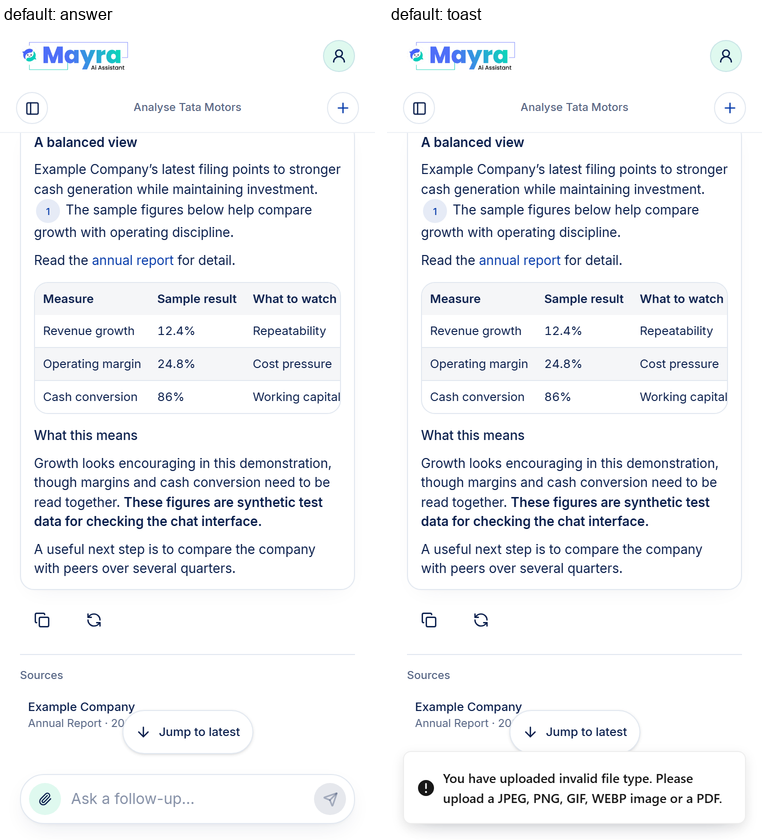 default: answer
Mayra
Ai Assistant
Analyse Tata Motors
A balanced view
Example Company's latest filing points to stronger
cash generation while maintaining investment.
1 The sample figures below help compare
growth with operating discipline.
Read the annual report for detail.
Measure Sample result What to watch
Revenue growth 12.4% Repeatability
Operating margin 24.8% Cost pressure
Cash conversion 86% Working capital
What this means
Growth looks encouraging in this demonstration,
though margins and cash conversion need to be
read together. These figures are synthetic test
data for checking the chat interface.
A useful next step is to compare the company
with peers over several quarters.
Sources
Example Company
Annual Report · 20
Jump to latest
Ask a follow-up...
default: toast
Mayra
Ai Assistant
Analyse Tata Motors
A balanced view
Example Company's latest filing points to stronger
cash generation while maintaining investment.
1 The sample figures below help compare
growth with operating discipline.
Read the annual report for detail.
Measure Sample result What to watch
Revenue growth 12.4% Repeatability
Operating margin 24.8% Cost pressure
Cash conversion 86% Working capital
What this means
Growth looks encouraging in this demonstration,
though margins and cash conversion need to be
read together. These figures are synthetic test
data for checking the chat interface.
A useful next step is to compare the company
with peers over several quarters.
Sources
Example Company
Annual Report · 20
Jump to latest
You have uploaded invalid file type. Please
upload a JPEG, PNG, GIF, WEBP image or a PDF.